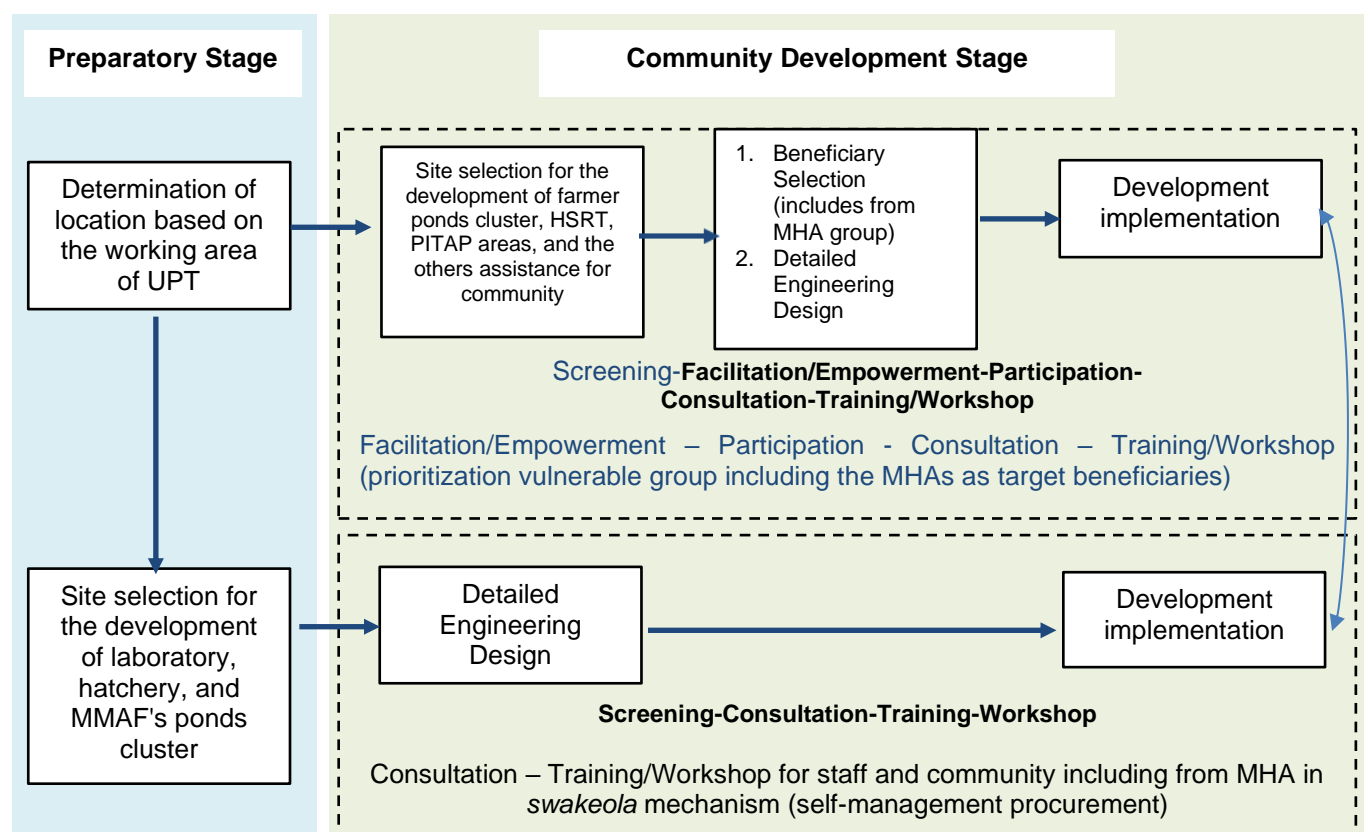 Preparatory Stage
Community Development Stage
Determination of
location based on
the working area
of UPT
Site selection for the
development of farmer
ponds cluster, HSRT,
PITAP areas, and the
others assistance for
community
1. Beneficiary
Selection
(includes from
MHA group)
2. Detailed
Engineering
Design
Development
implementation
Screening-Facilitation/Empowerment-Participation-
Consultation-Training/Workshop
Facilitation/Empowerment – Participation - Consultation – Training/Workshop
(prioritization vulnerable group including the MHAs as target beneficiaries)
Site selection for
the development
of laboratory,
hatchery, and
MMAF's ponds
cluster
Detailed
Engineering
Design
Development
implementation
Screening-Consultation-Training-Workshop
Consultation – Training/Workshop for staff and community including from MHA in
swakeola mechanism (self-management procurement)